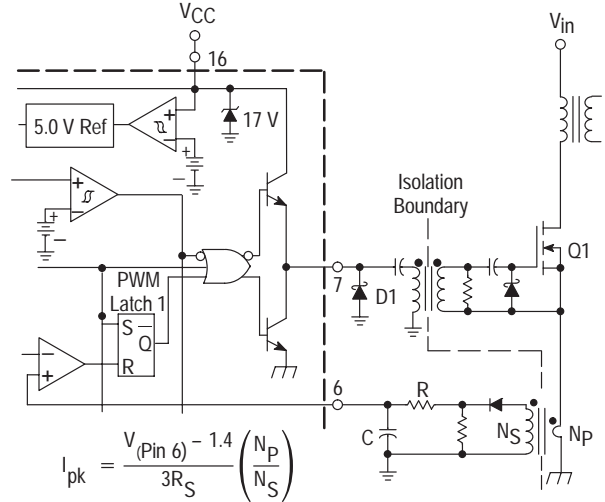 VCC
Vin
16
5.0 V Ref
+
−
17 V
+
−
+
−
+
−
Isolation
Boundary
Q1
PWM
Latch 1
S
Q
R
7
D1
−
+
6
R
C
NS
NP
Ipk = V(Pin 6) − 1.4 / 3RS (NP / NS)